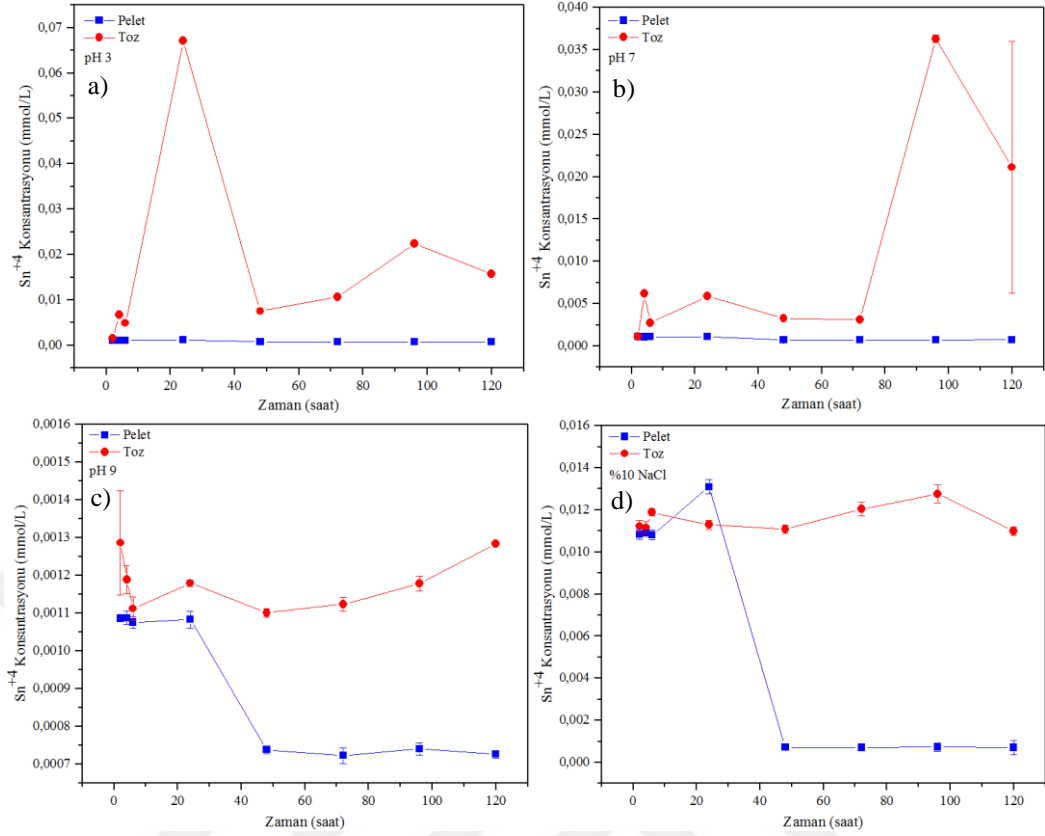 Pelet
Toz
pH 3
a)
0,07
0,06
0,05
0,04
0,03
0,02
0,01
0,00
Sn+4 Konsantrasyonu (mmol/L)
0
20
40
60
80
100
120
Zaman (saat)
Pelet
Toz
pH 7
b)
0,040
0,035
0,030
0,025
0,020
0,015
0,010
0,005
0,000
Sn+4 Konsantrasyonu (mmol/L)
0
20
40
60
80
100
120
Zaman (saat)
Pelet
Toz
pH 9
c)
0,0016
0,0015
0,0014
0,0013
0,0012
0,0011
0,0010
0,0009
0,0008
0,0007
Sn+4 Konsantrasyonu (mmol/L)
0
20
40
60
80
100
120
Zaman (saat)
Pelet
Toz
%10 NaCl
d)
0,016
0,014
0,012
0,010
0,008
0,006
0,004
0,002
0,000
Sn+4 Konsantrasyonu (mmol/L)
0
20
40
60
80
100
120
Zaman (saat)